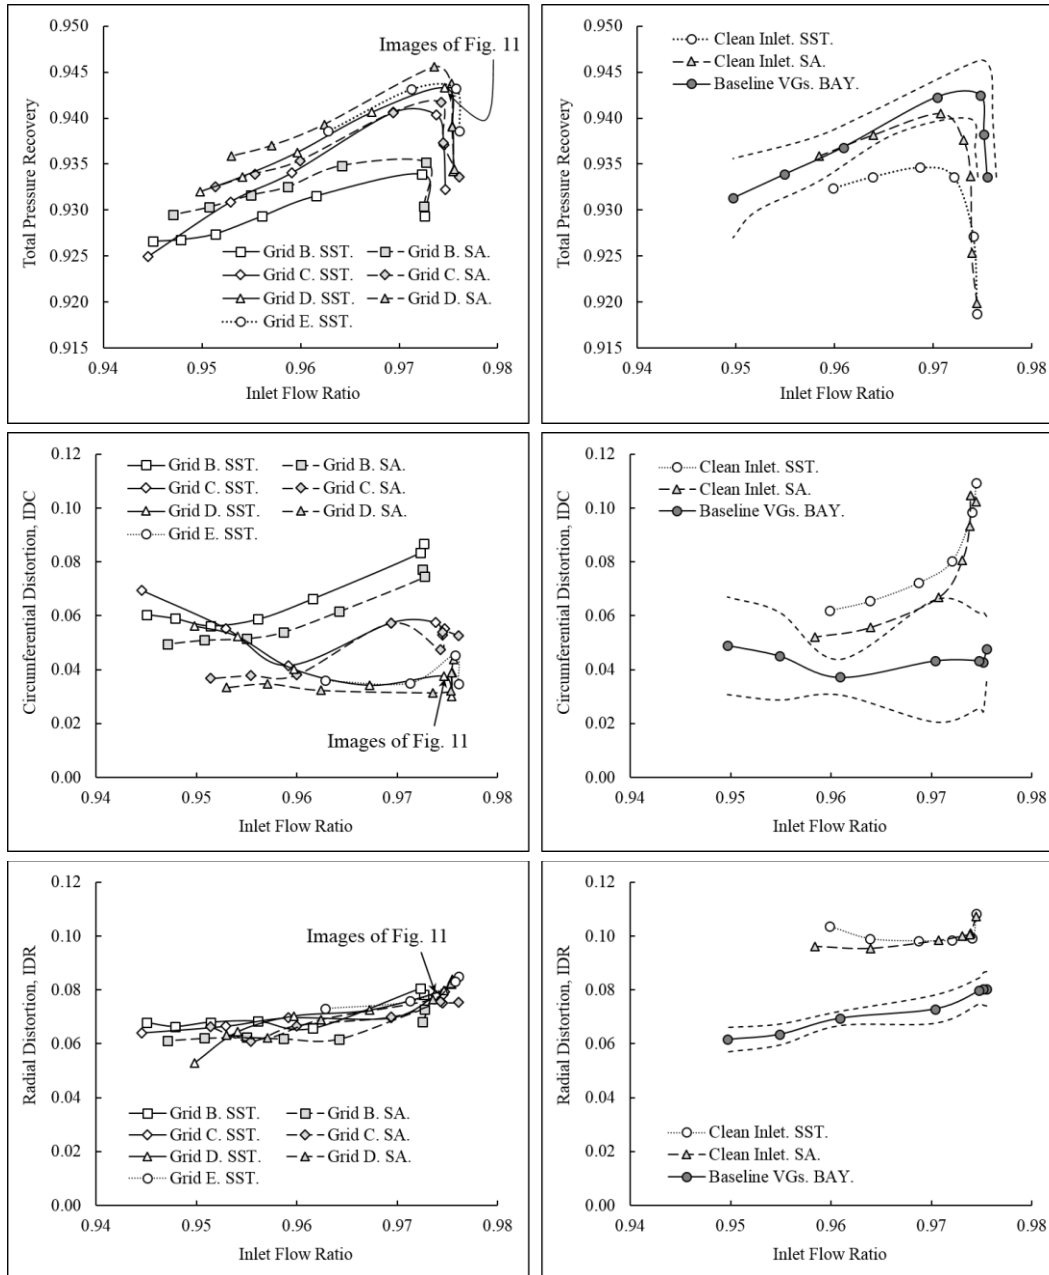 0.950
0.945
0.940
0.935
0.930
0.925
0.920
0.915
Total Pressure Recovery
Images of Fig. 11
Grid B. SST.
Grid B. SA.
Grid C. SST.
Grid C. SA.
Grid D. SST.
Grid D. SA.
Grid E. SST.
0.94 0.95 0.96 0.97 0.98
Inlet Flow Ratio
0.950
0.945
0.940
0.935
0.930
0.925
0.920
0.915
Total Pressure Recovery
Clean Inlet. SST.
Clean Inlet. SA.
Baseline VGs. BAY.
0.94 0.95 0.96 0.97 0.98
Inlet Flow Ratio
0.12
0.10
0.08
0.06
0.04
0.02
0.00
Circumferential Distortion, IDC
Grid B. SST.
Grid B. SA.
Grid C. SST.
Grid C. SA.
Grid D. SST.
Grid D. SA.
Grid E. SST.
Images of Fig. 11
0.94 0.95 0.96 0.97 0.98
Inlet Flow Ratio
0.12
0.10
0.08
0.06
0.04
0.02
0.00
Circumferential Distortion, IDC
Clean Inlet. SST.
Clean Inlet. SA.
Baseline VGs. BAY.
0.94 0.95 0.96 0.97 0.98
Inlet Flow Ratio
0.12
0.10
0.08
0.06
0.04
0.02
0.00
Radial Distortion, IDR
Images of Fig. 11
Grid B. SST.
Grid B. SA.
Grid C. SST.
Grid C. SA.
Grid D. SST.
Grid D. SA.
Grid E. SST.
0.94 0.95 0.96 0.97 0.98
Inlet Flow Ratio
0.12
0.10
0.08
0.06
0.04
0.02
0.00
Radial Distortion, IDR
Clean Inlet. SST.
Clean Inlet. SA.
Baseline VGs. BAY.
0.94 0.95 0.96 0.97 0.98
Inlet Flow Ratio